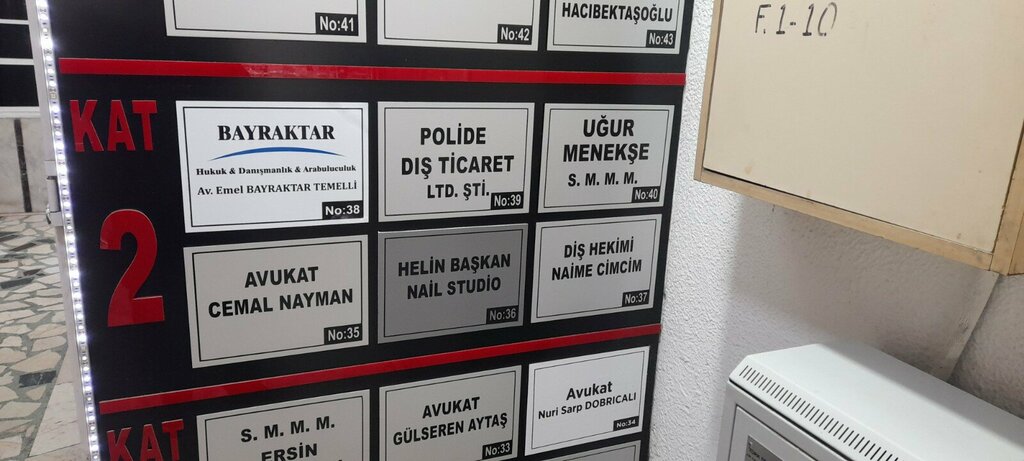 No:41
No:42
HACIBEKTAŞOĞLU
No:43
F.1-10
KAT
2
BAYRAKTAR
Hukuk & Danışmanlık & Arabuluculuk
Av. Emel BAYRAKTAR TEMELLİ
No:38
POLİDE
DIŞ TİCARET
LTD. ŞTİ.
No:39
UĞUR
MENEKŞE
S. M. M. M.
No:40
AVUKAT
CEMAL NAYMAN
No:35
HELİN BAŞKAN
NAIL STUDIO
No:36
DİŞ HEKİMİ
NAİME CİMCİM
No:37
KAT
S. M. M. M.
ERSİN
AVUKAT
GÜLSEREN AYTAŞ
No:33
Avukat
Nuri Sarp DOBRICALI
No:34